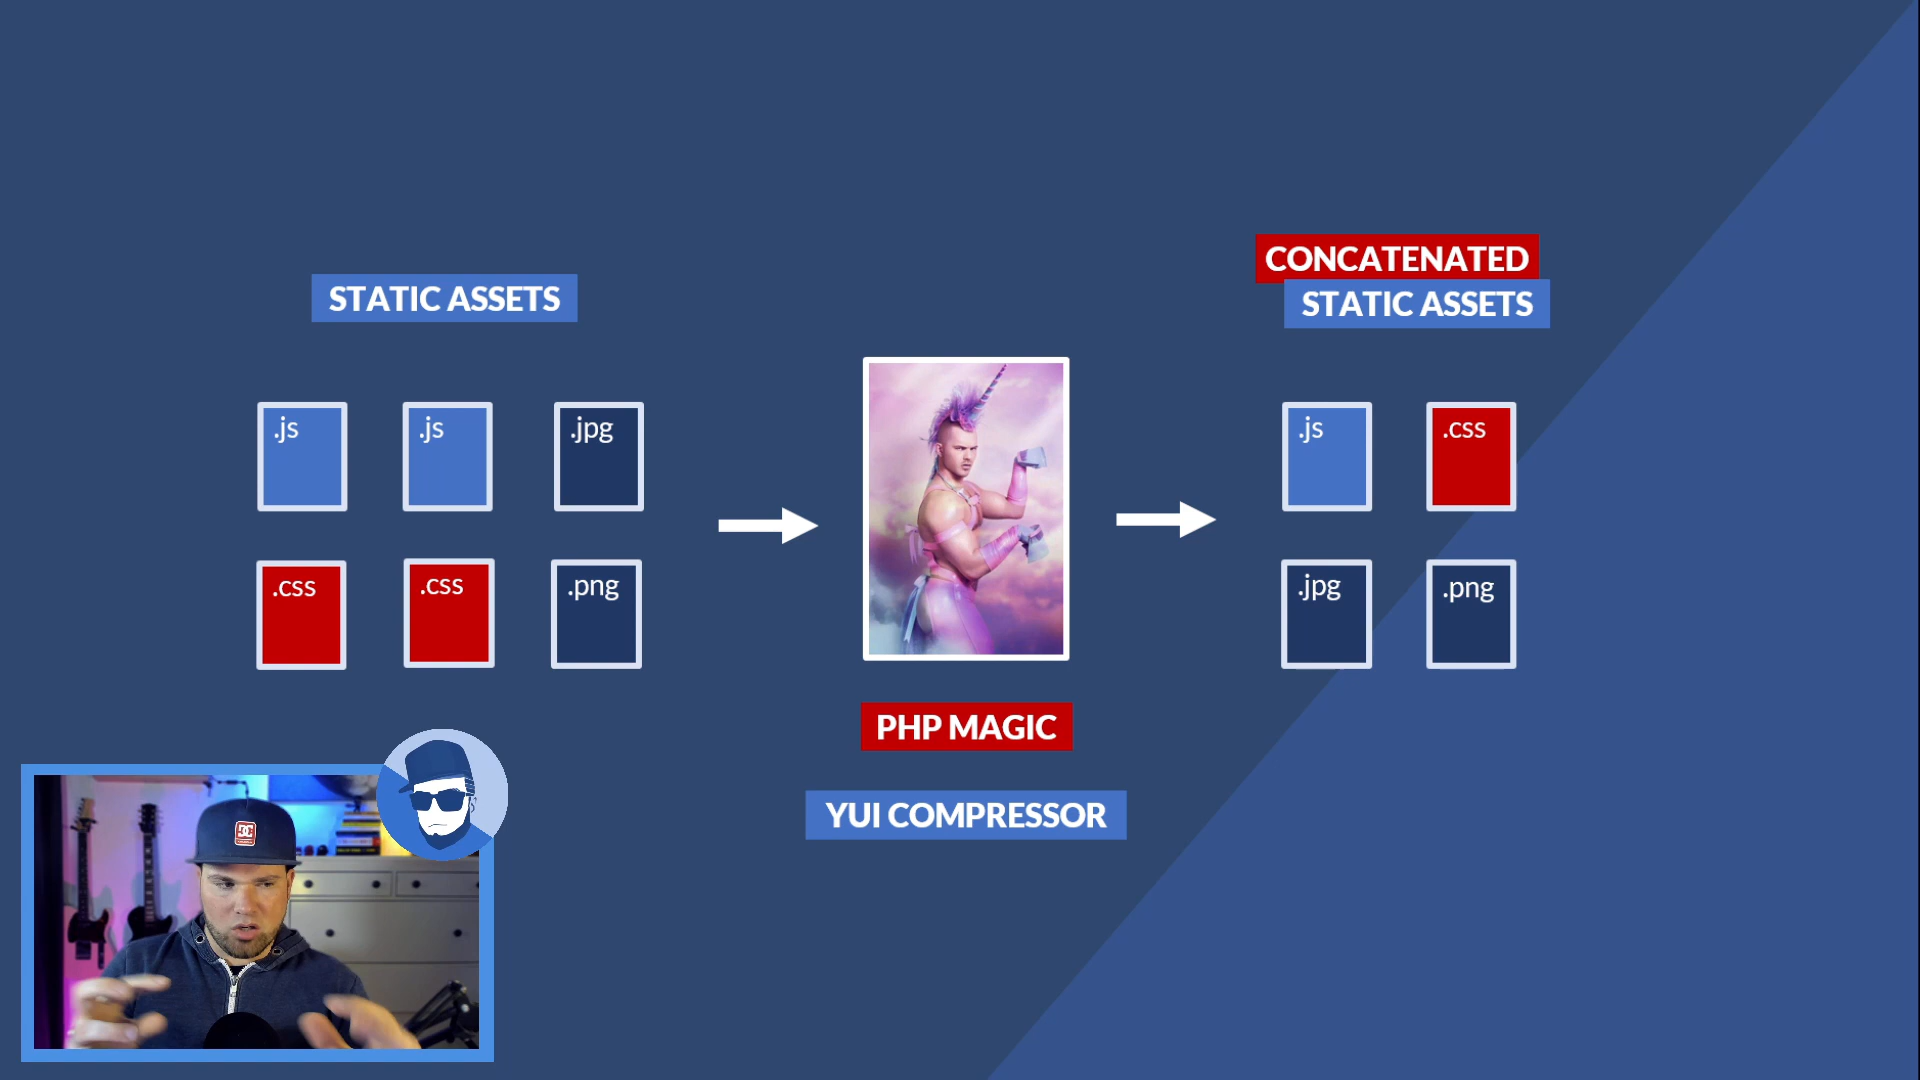 STATIC ASSETS
.js
.js
.jpg
.css
.css
.png
PHP MAGIC
YUI COMPRESSOR
CONCATENATED
STATIC ASSETS
.js
.css
.jpg
.png